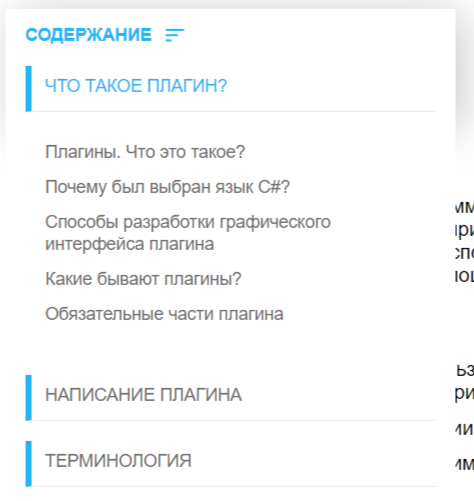 СОДЕРЖАНИЕ
ЧТО ТАКОЕ ПЛАГИН?
Плагины. Что это такое?
Почему был выбран язык C#?
Способы разработки графического
интерфейса плагина
Какие бывают плагины?
Обязательные части плагина
НАПИСАНИЕ ПЛАГИНА
ТЕРМИНОЛОГИЯ